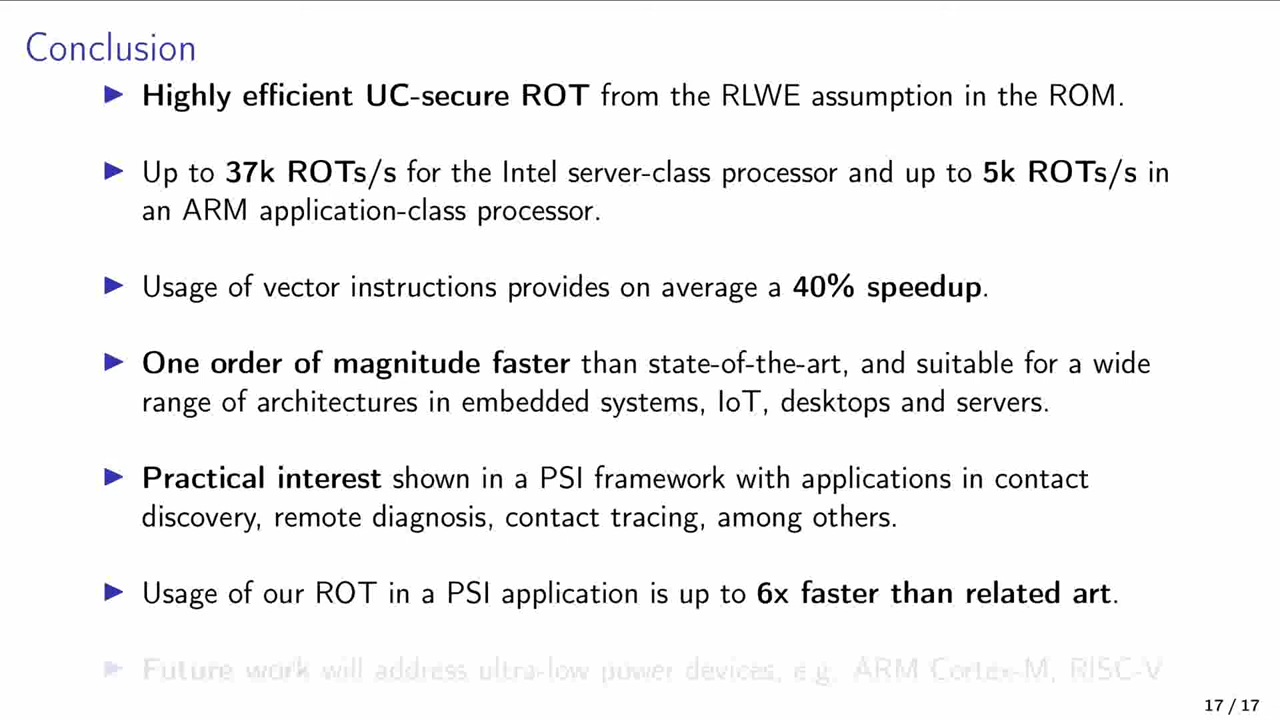 Conclusion
▶ Highly efficient UC-secure ROT from the RLWE assumption in the ROM.
▶ Up to 37k ROTs/s for the Intel server-class processor and up to 5k ROTs/s in
an ARM application-class processor.
▶ Usage of vector instructions provides on average a 40% speedup.
▶ One order of magnitude faster than state-of-the-art, and suitable for a wide
range of architectures in embedded systems, IoT, desktops and servers.
▶ Practical interest shown in a PSI framework with applications in contact
discovery, remote diagnosis, contact tracing, among others.
▶ Usage of our ROT in a PSI application is up to 6x faster than related art.
▶ Future work will address ultra-low power devices, e.g. ARM Cortex-M, RISC-V
17 / 17